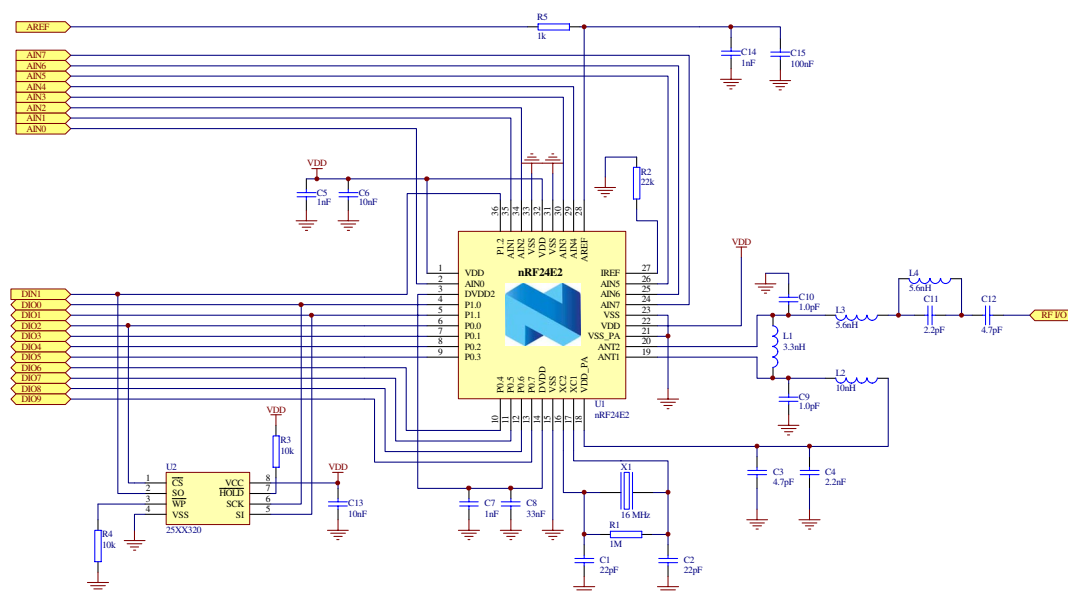 AREF
R5
1k
C14
1nF
C15
100nF
AIN7
AIN6
AIN5
AIN4
AIN3
AIN2
AIN1
AIN0
VDD
C5
1nF
C6
10nF
R2
22k
36
35
34
33
32
31
30
29
28
P1.2
AIN1
AIN2
VSS
VDD
VSS
AIN3
AIN4
AREF
nRF24E2
1 VDD
2 AIN0
3 DVDD2
4 P1.0
5 P1.1
6 P0.0
7 P0.1
8 P0.2
9 P0.3
IREF 27
AIN5 26
AIN6 25
AIN7 24
VSS 23
VDD 22
VSS_PA 21
ANT2 20
ANT1 19
P0.4
P0.5
P0.6
P0.7
DVDD
VSS
XC2
XC1
VDD_PA
10
11
12
13
14
15
16
17
18
U1
nRF24E2
DIN1
DIO0
DIO1
DIO2
DIO3
DIO4
DIO5
DIO6
DIO7
DIO8
DIO9
VDD
C10
1.0pF
L1
3.3nH
L3
5.6nH
L4
5.6nH
C11
2.2pF
C12
4.7pF
RF I/O
L2
10nH
C9
1.0pF
C3
4.7pF
C4
2.2nF
VDD
R3
10k
U2
1 CS
2 SO
3 WP
4 VSS
VCC 8
HOLD 7
SCK 6
SI 5
25XX320
R4
10k
VDD
C13
10nF
C7
1nF
C8
33nF
X1
16 MHz
R1
1M
C1
22pF
C2
22pF